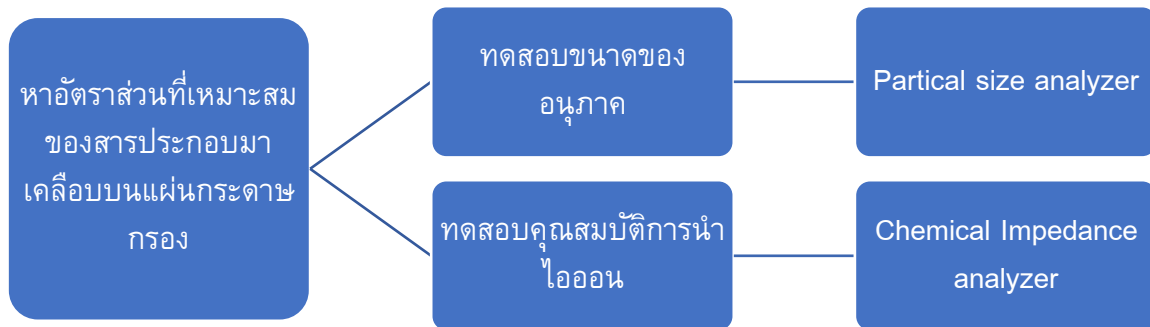 หาอัตราส่วนที่เหมาะสม
ของสารประกอบมา
เคลือบบนแผ่นกระดาษ
กรอง
ทดสอบขนาดของ
อนุภาค
Partical size analyzer
ทดสอบคุณสมบัติการนำ
ไอออน
Chemical Impedance
analyzer